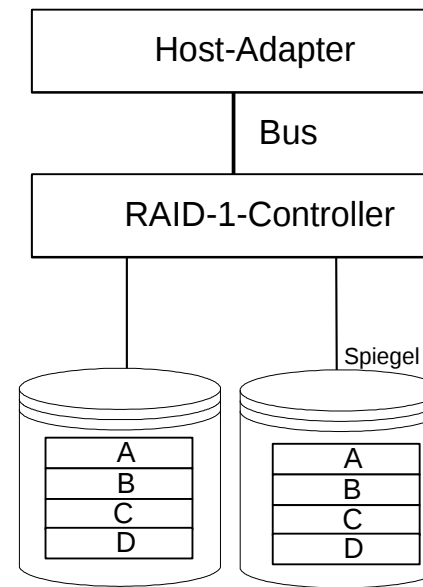 Host-Adapter
Bus
RAID-1-Controller
Spiegel
A
B
C
D
A
B
C
D